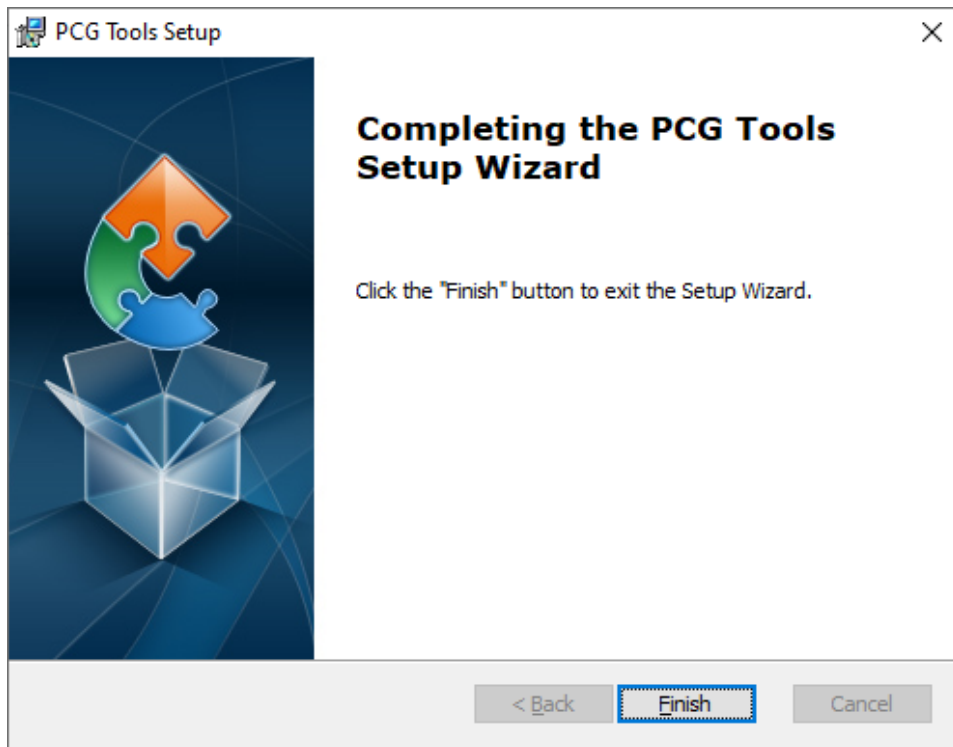 PCG Tools Setup
Completing the PCG Tools
Setup Wizard
Click the "Finish" button to exit the Setup Wizard.
< Back
Finish
Cancel